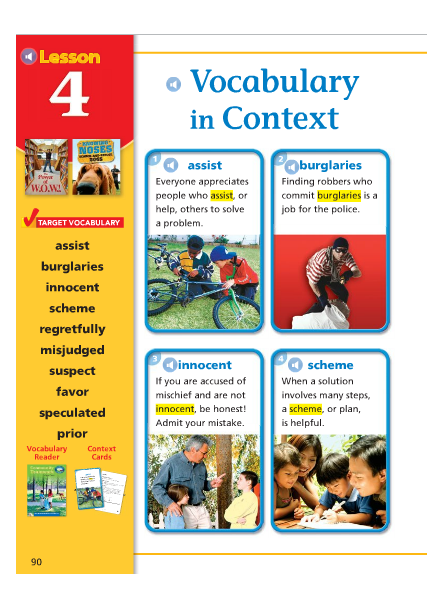 Lesson
4
Vocabulary
in Context
The Power of
W.O.W.!
KNOWING
NOSES
TARGET VOCABULARY
assist
burglaries
innocent
scheme
regretfully
misjudged
suspect
favor
speculated
prior
Vocabulary
Reader
Context
Cards
1
assist
Everyone appreciates
people who assist, or
help, others to solve
a problem.
2
burglaries
Finding robbers who
commit burglaries is a
job for the police.
3
innocent
If you are accused of
mischief and are not
innocent, be honest!
Admit your mistake.
4
scheme
When a solution
involves many steps,
a scheme, or plan,
is helpful.
90